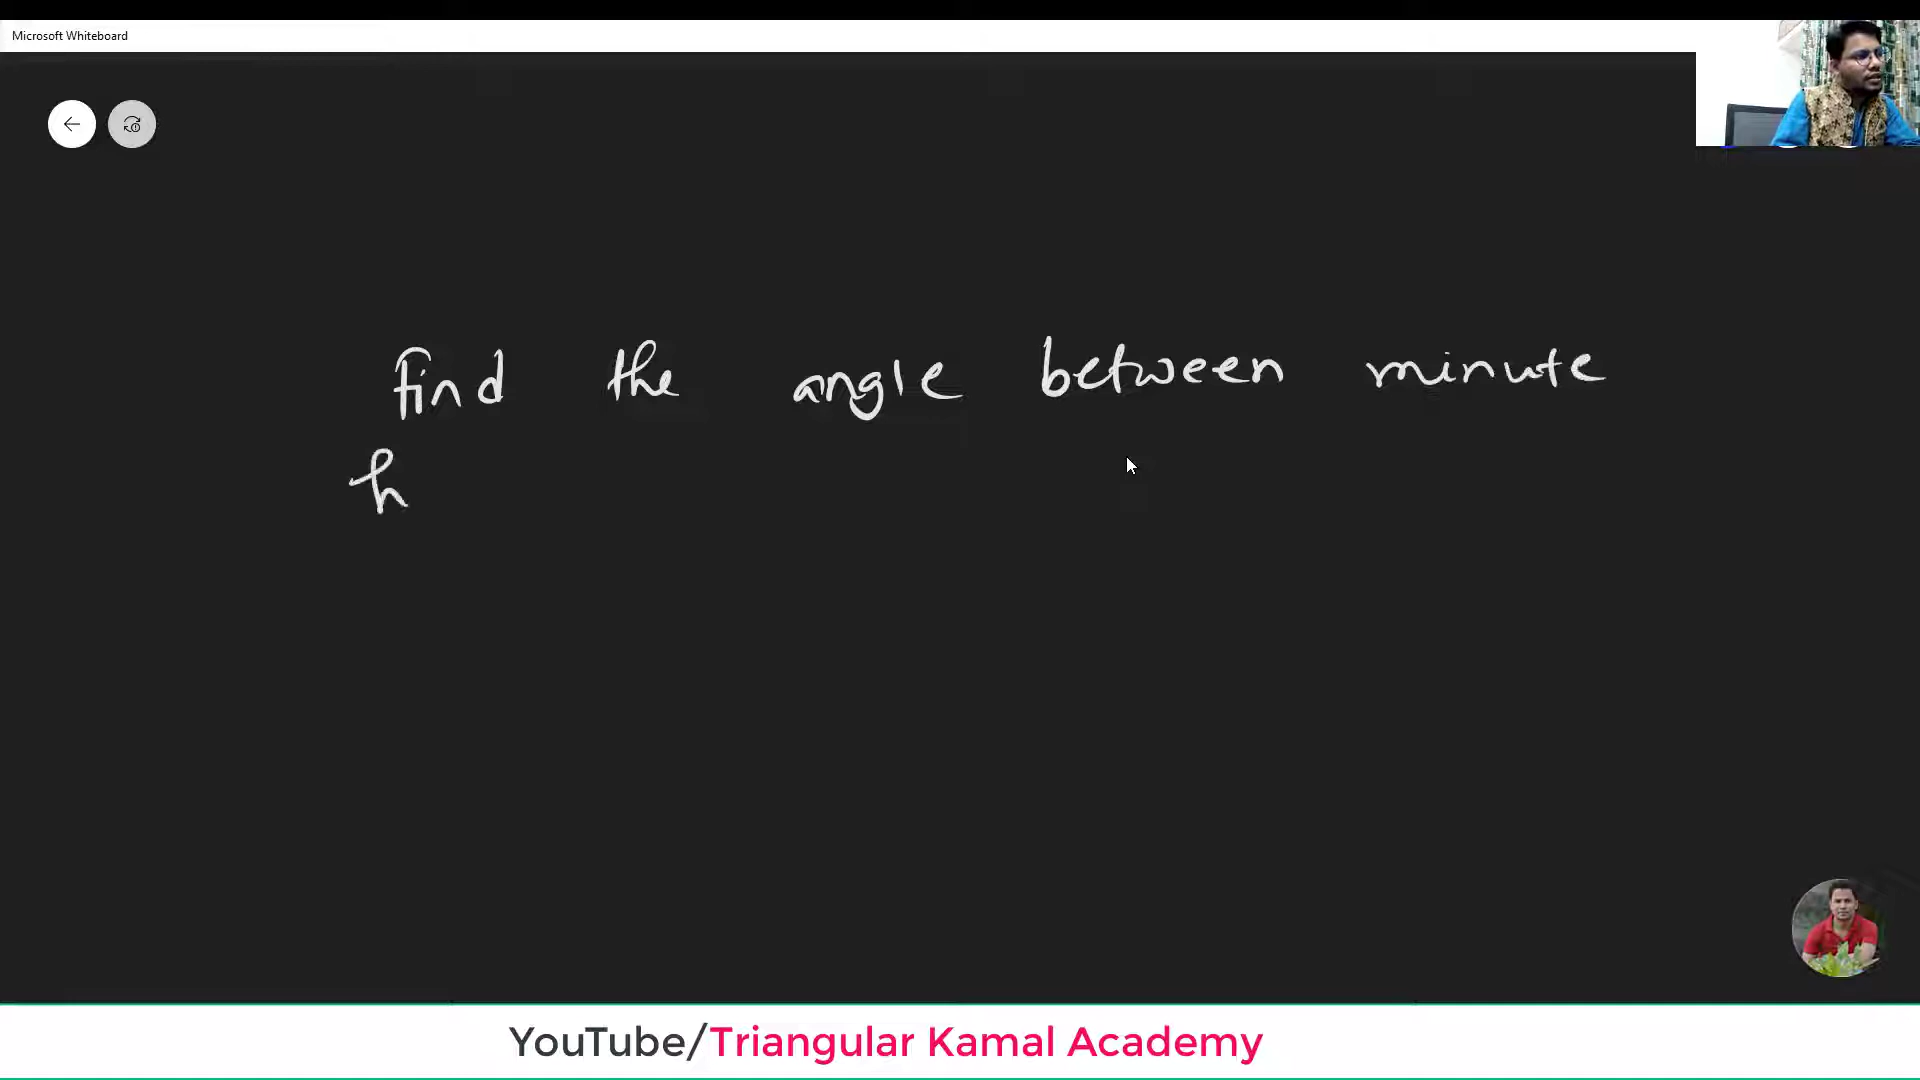 Microsoft Whiteboard
find the angle between minute
h
YouTube/Triangular Kamal Academy